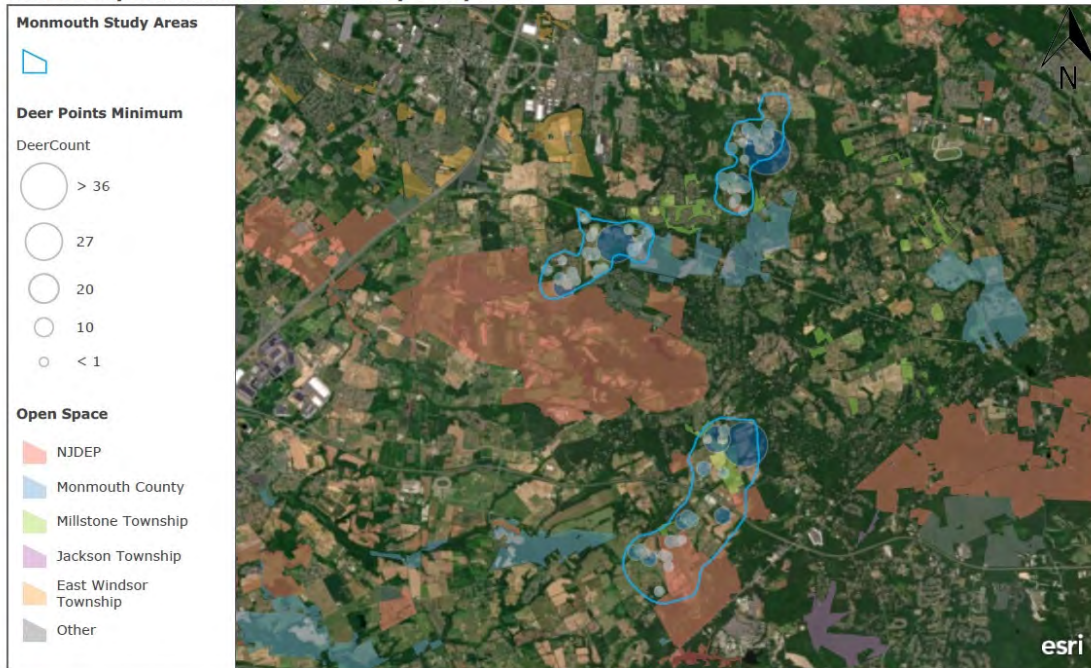 Monmouth Study Areas
Deer Points Minimum
DeerCount
> 36
27
20
10
< 1
Open Space
NJDEP
Monmouth County
Millstone Township
Jackson Township
East Windsor
Township
Other
N
esri